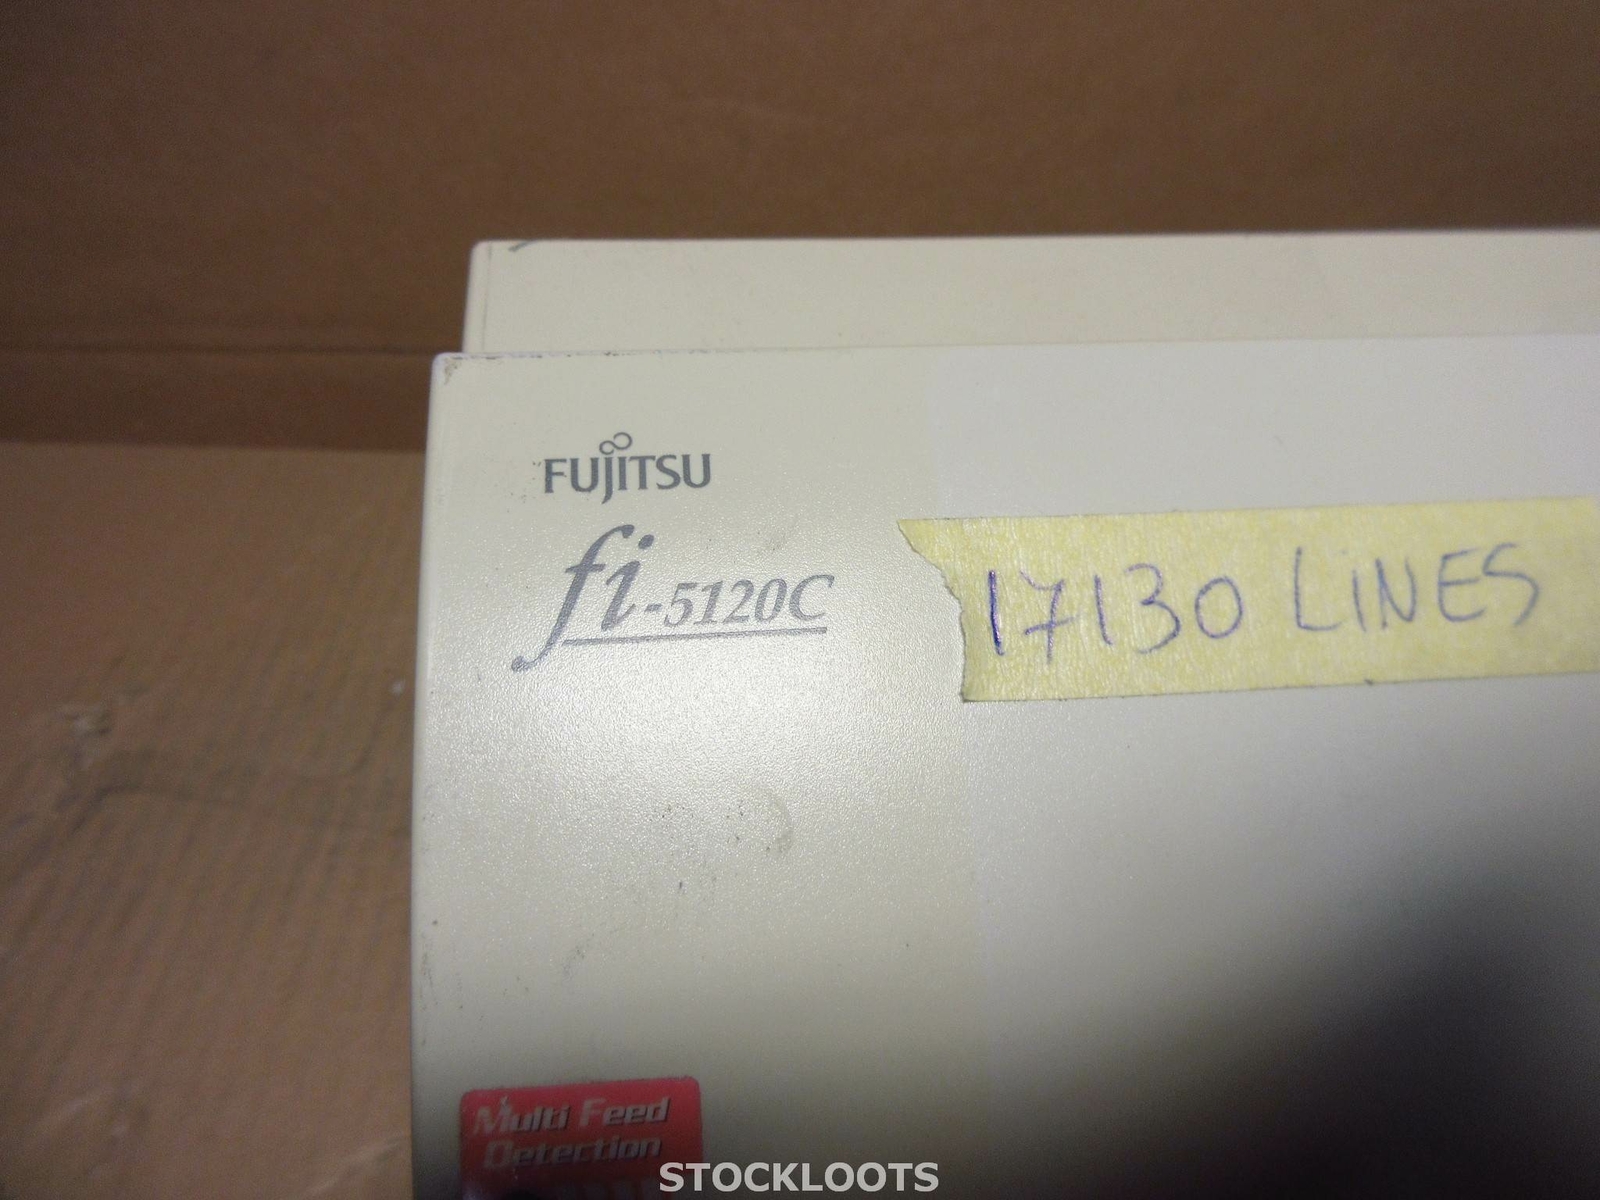 FUJITSU
fi-5120C
17130 LINES
Multi Feed
Detection
STOCKLOOTS